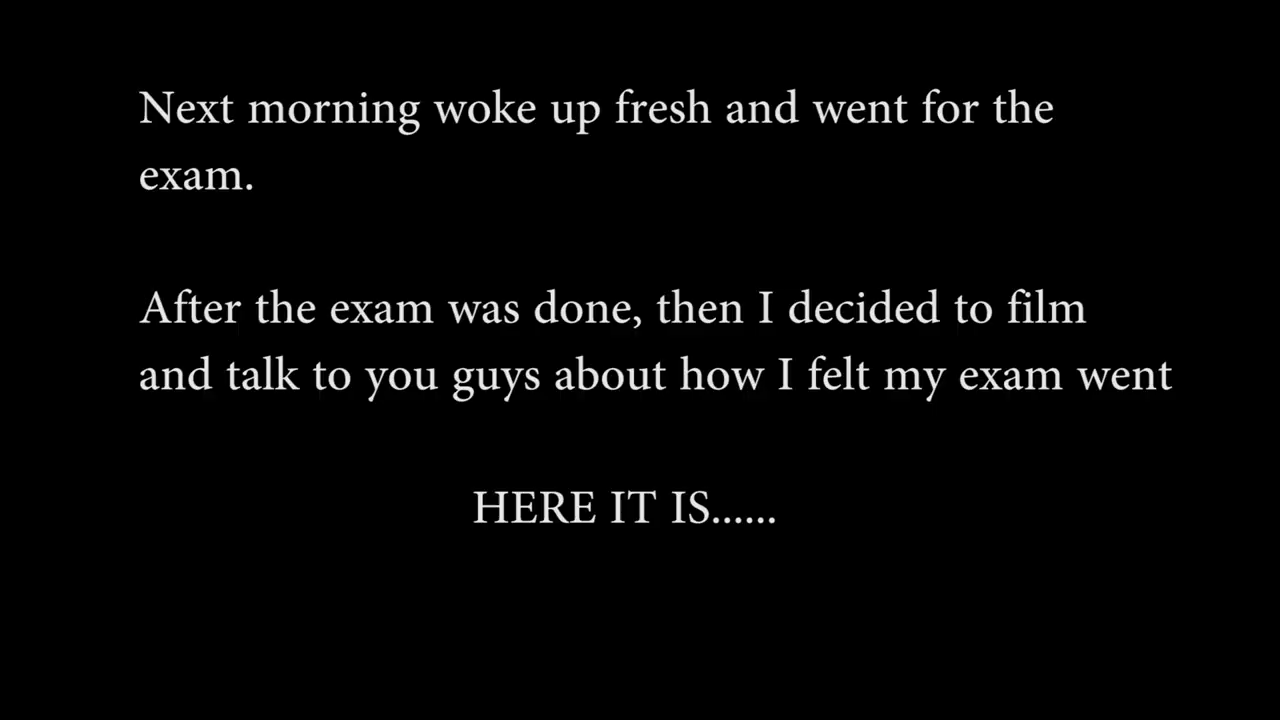 Next morning woke up fresh and went for the
exam.
After the exam was done, then I decided to film
and talk to you guys about how I felt my exam went
HERE IT IS......